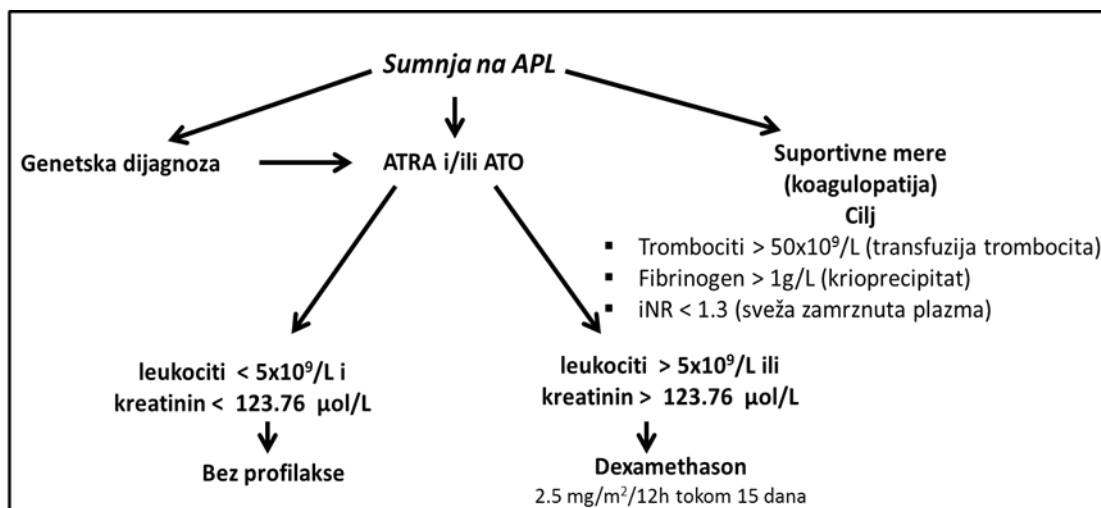 Sumnja na APL
Genetska dijagnoza
ATRA i/ili ATO
Suportivne mere
(koagulopatija)
Cilj
▪ Trombociti > 50x10⁹/L (transfuzija trombocita)
▪ Fibrinogen > 1g/L (krioprecipitat)
▪ iNR < 1.3 (sveža zamrznuta plazma)
leukociti < 5x10⁹/L i
kreatinin < 123.76 µol/L
Bez profilakse
leukociti > 5x10⁹/L ili
kreatinin > 123.76 µol/L
Dexamethason
2.5 mg/m²/12h tokom 15 dana